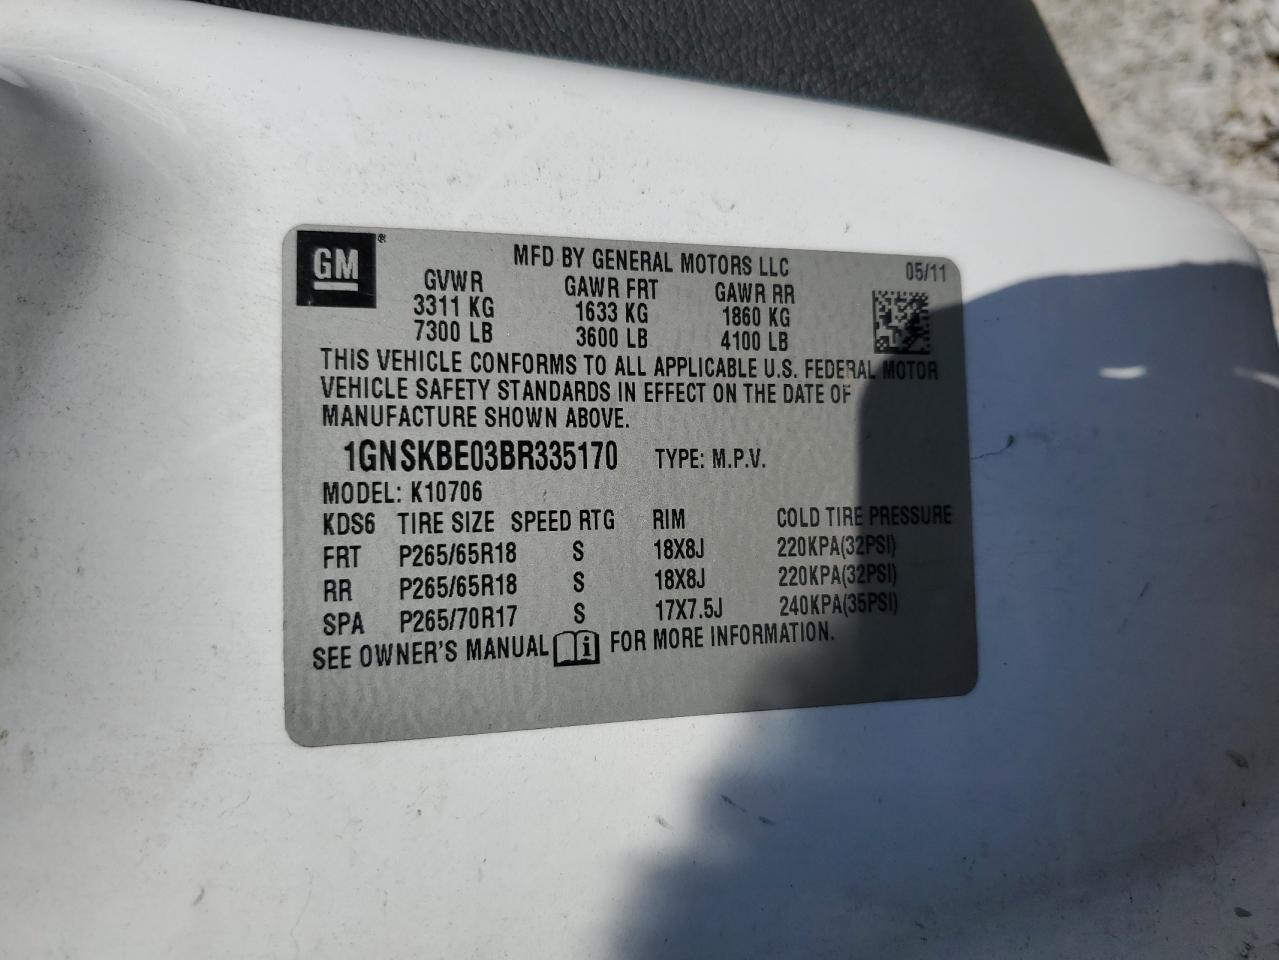 GM ®
MFD BY GENERAL MOTORS LLC 05/11
GVWR GAWR FRT GAWR RR
3311 KG 1633 KG 1860 KG
7300 LB 3600 LB 4100 LB
THIS VEHICLE CONFORMS TO ALL APPLICABLE U.S. FEDERAL MOTOR
VEHICLE SAFETY STANDARDS IN EFFECT ON THE DATE OF
MANUFACTURE SHOWN ABOVE.
1GNSKBE03BR335170 TYPE: M.P.V.
MODEL: K10706
KDS6 TIRE SIZE SPEED RTG RIM COLD TIRE PRESSURE
FRT P265/65R18 S 18X8J 220KPA(32PSI)
RR P265/65R18 S 18X8J 220KPA(32PSI)
SPA P265/70R17 S 17X7.5J 240KPA(35PSI)
SEE OWNER'S MANUAL i FOR MORE INFORMATION.